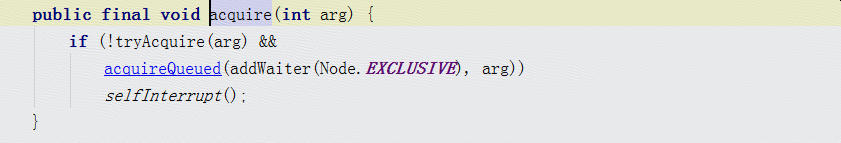 public final void acquire(int arg) {
if (!tryAcquire(arg) &&
acquireQueued(addWaiter(Node.EXCLUSIVE), arg))
selfInterrupt();
}